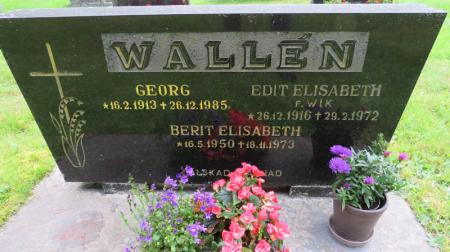 WALLÉN
GEORG
*16.2.1913 +26.12.1985
EDIT ELISABETH
F. WIK
*26.12.1916 +29.2.1972
BERIT ELISABETH
*16.5.1950 +18.11.1973